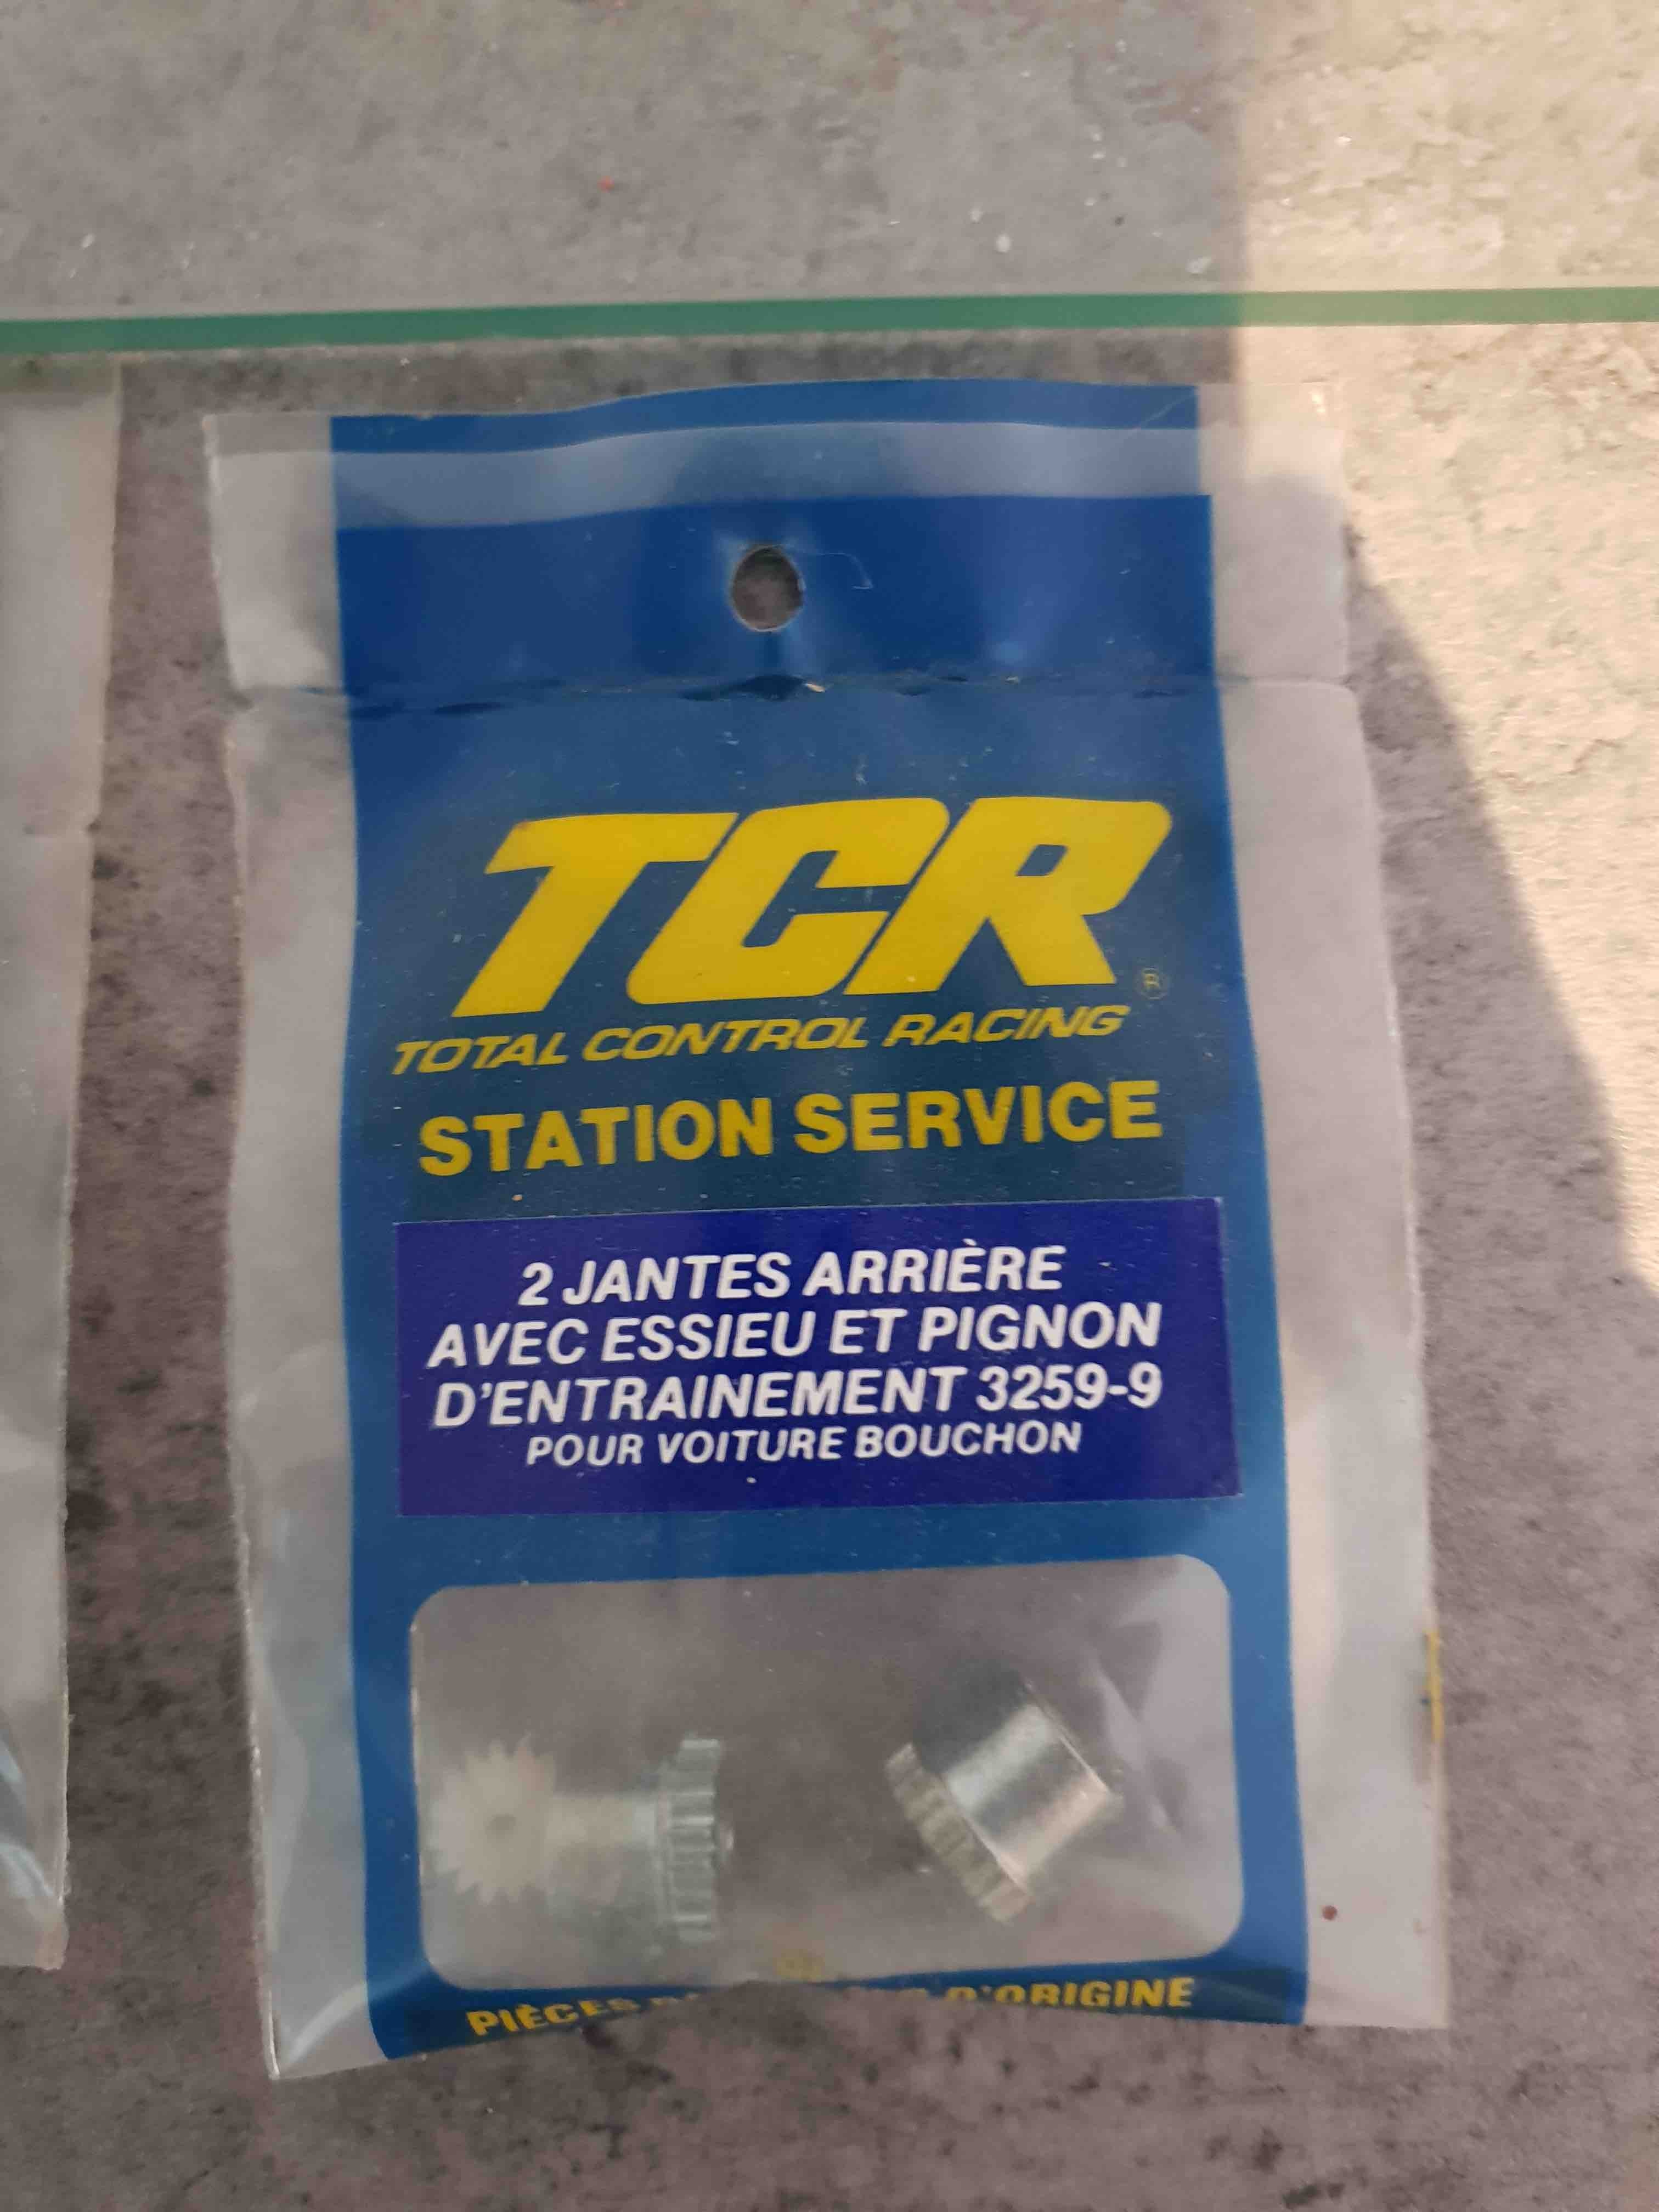 TCR
®
TOTAL CONTROL RACING
STATION SERVICE
2 JANTES ARRIÈRE
AVEC ESSIEU ET PIGNON
D'ENTRAINEMENT 3259-9
POUR VOITURE BOUCHON
PIÈCES D'ORIGINE